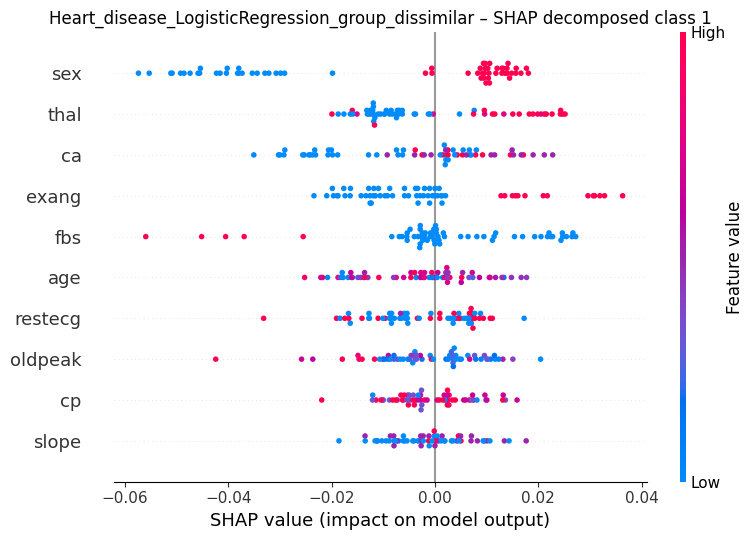 Heart_disease_LogisticRegression_group_dissimilar – SHAP decomposed class 1
High
sex
thal
ca
exang
fbs
age
restecg
oldpeak
cp
slope
Feature value
Low
−0.06 −0.04 −0.02 0.00 0.02 0.04
SHAP value (impact on model output)